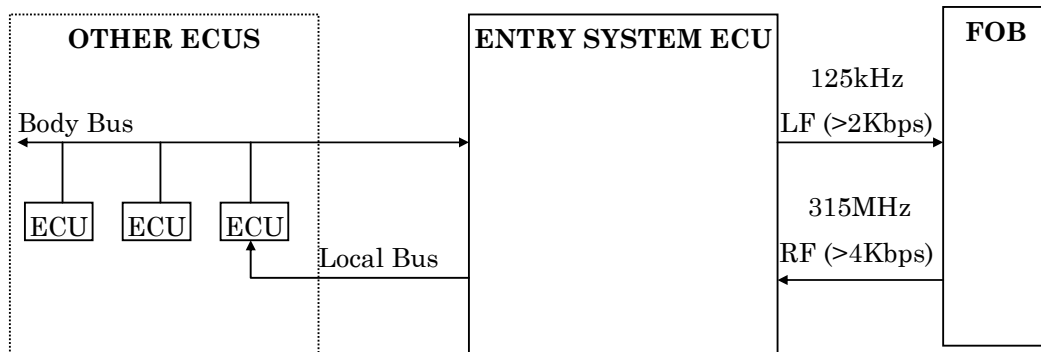 OTHER ECUS
Body Bus
ECU
ECU
ECU
Local Bus
ENTRY SYSTEM ECU
125kHz
LF (>2Kbps)
315MHz
RF (>4Kbps)
FOB